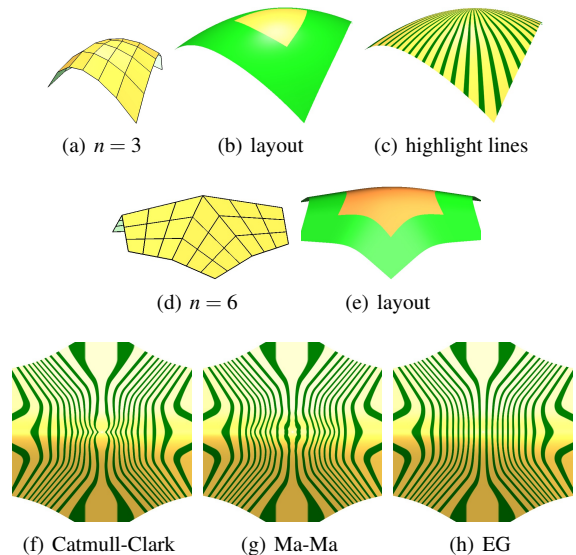 (a) n = 3
(b) layout
(c) highlight lines
(d) n = 6
(e) layout
(f) Catmull-Clark
(g) Ma-Ma
(h) EG